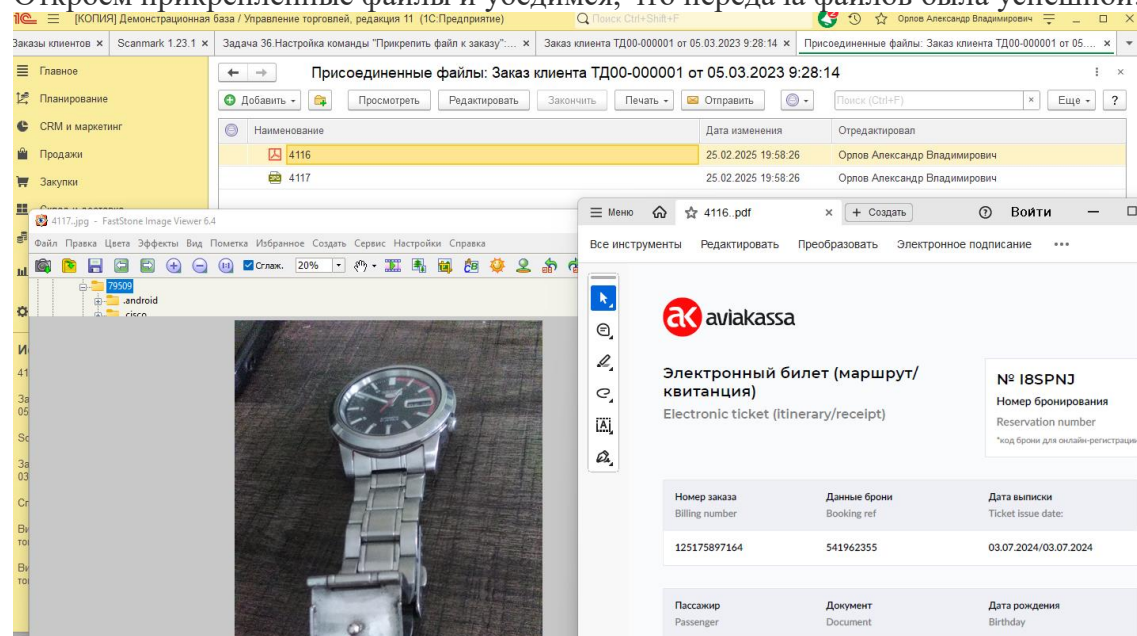 Откроем прикрепленные файлы и убедимся, что передача файлов была успешной.
[КОПИЯ] Демонстрационная база / Управление торговлей, редакция 11 (1С:Предприятие)
Поиск Ctrl+Shift+F
Орлов Александр Владимирович
Заказы клиентов × Scanmark 1.23.1 × Задача 36.Настройка команды "Прикрепить файл к заказу":... × Заказ клиента ТД00-000001 от 05.03.2023 9:28:14 × Присоединенные файлы: Заказ клиента ТД00-000001 от 05.... ×
Главное
Планирование
CRM и маркетинг
Продажи
Закупки
Присоединенные файлы: Заказ клиента ТД00-000001 от 05.03.2023 9:28:14
Добавить Просмотреть Редактировать Закончить Печать Отправить Поиск (Ctrl+F) × Еще ?
Наименование Дата изменения Отредактировал
4116 25.02.2025 19:58:26 Орлов Александр Владимирович
4117 25.02.2025 19:58:26 Орлов Александр Владимирович
4117..jpg - FastStone Image Viewer 6.4
Файл Правка Цвета Эффекты Вид Пометка Избранное Создать Сервис Настройки Справка
Сглаж. 20%
79509
.android
cisco
Меню 4116..pdf × + Создать Войти
Все инструменты Редактировать Преобразовать Электронное подписание
aviakassa
Электронный билет (маршрут/
квитанция)
Electronic ticket (itinerary/receipt)
№ I8SPNJ
Номер бронирования
Reservation number
*код брони для онлайн-регистрации
Номер заказа Данные брони Дата выписки
Billing number Booking ref Ticket issue date:
125175897164 541962355 03.07.2024/03.07.2024
Пассажир Документ Дата рождения
Passenger Document Birthday